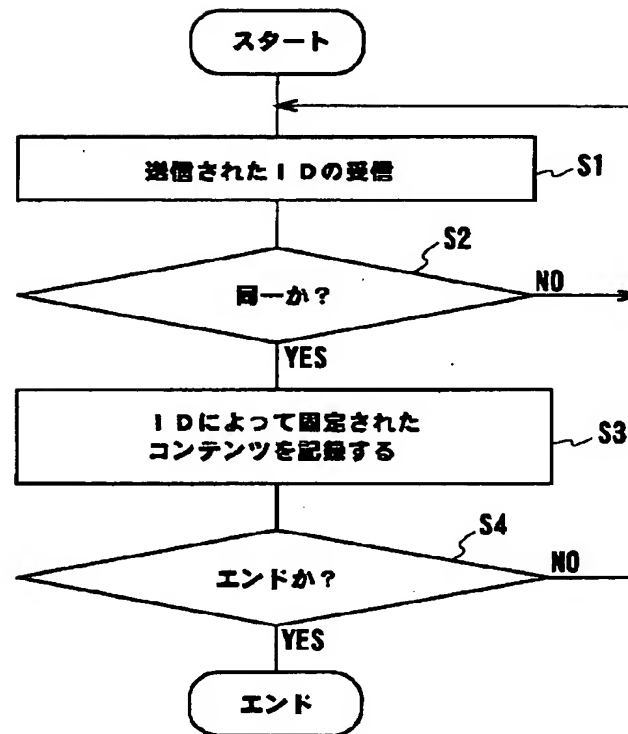 スタート
送信されたIDの受信
S1
S2
同一か？
NO
YES
IDによって固定された
コンテンツを記録する
S3
S4
エンドか？
NO
YES
エンド